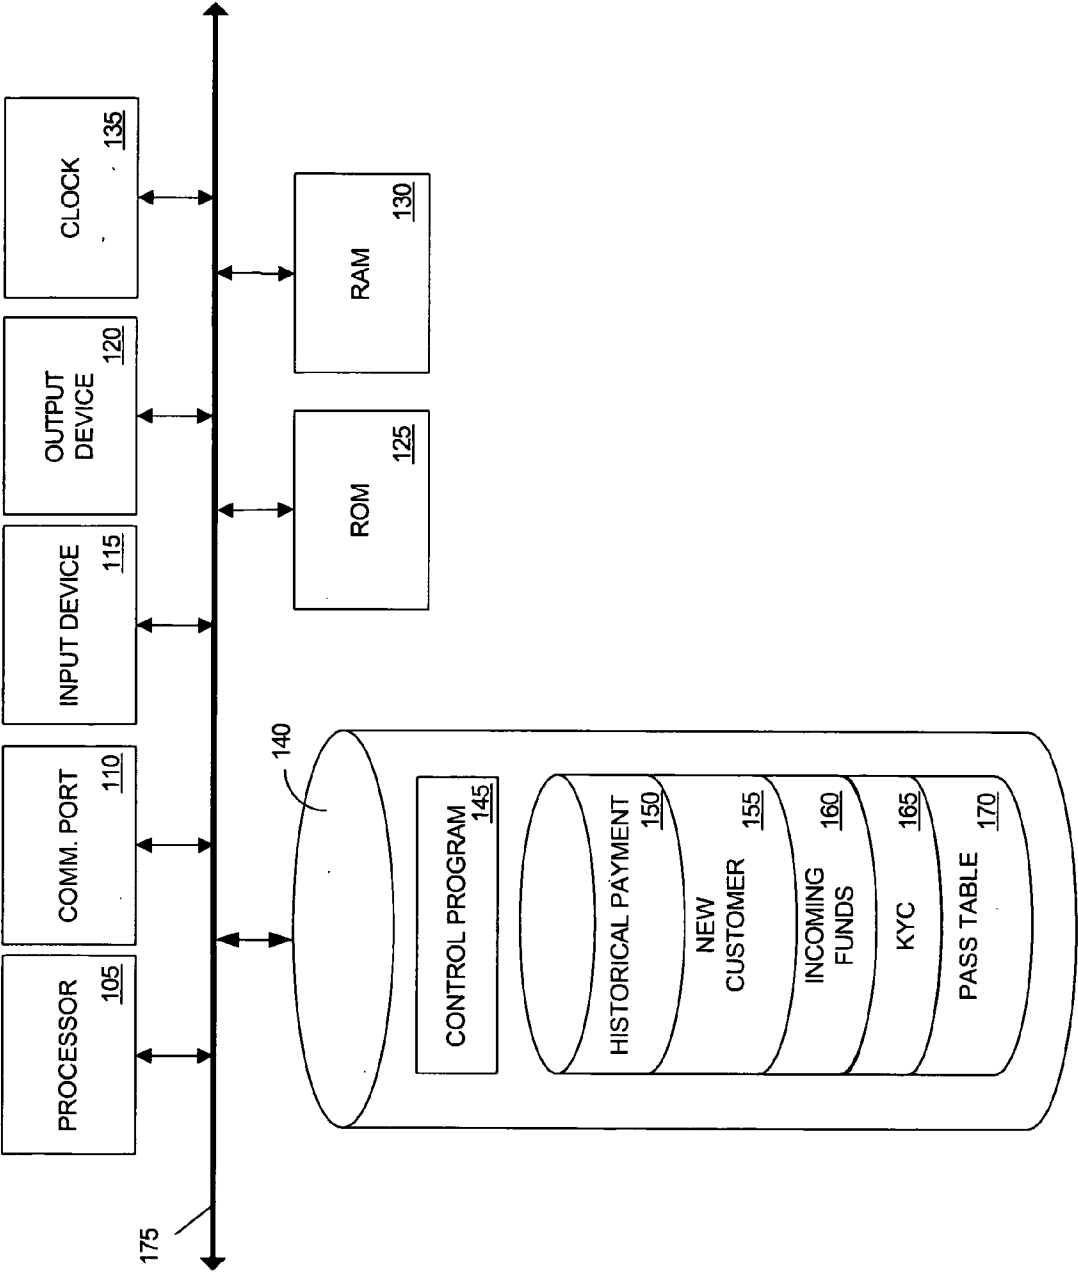 PROCESSOR
105
COMM. PORT
110
INPUT DEVICE
115
OUTPUT
DEVICE
120
CLOCK
135
175
140
ROM
125
RAM
130
CONTROL PROGRAM
145
HISTORICAL PAYMENT
150
NEW
CUSTOMER
155
INCOMING
FUNDS
160
KYC
165
PASS TABLE
170